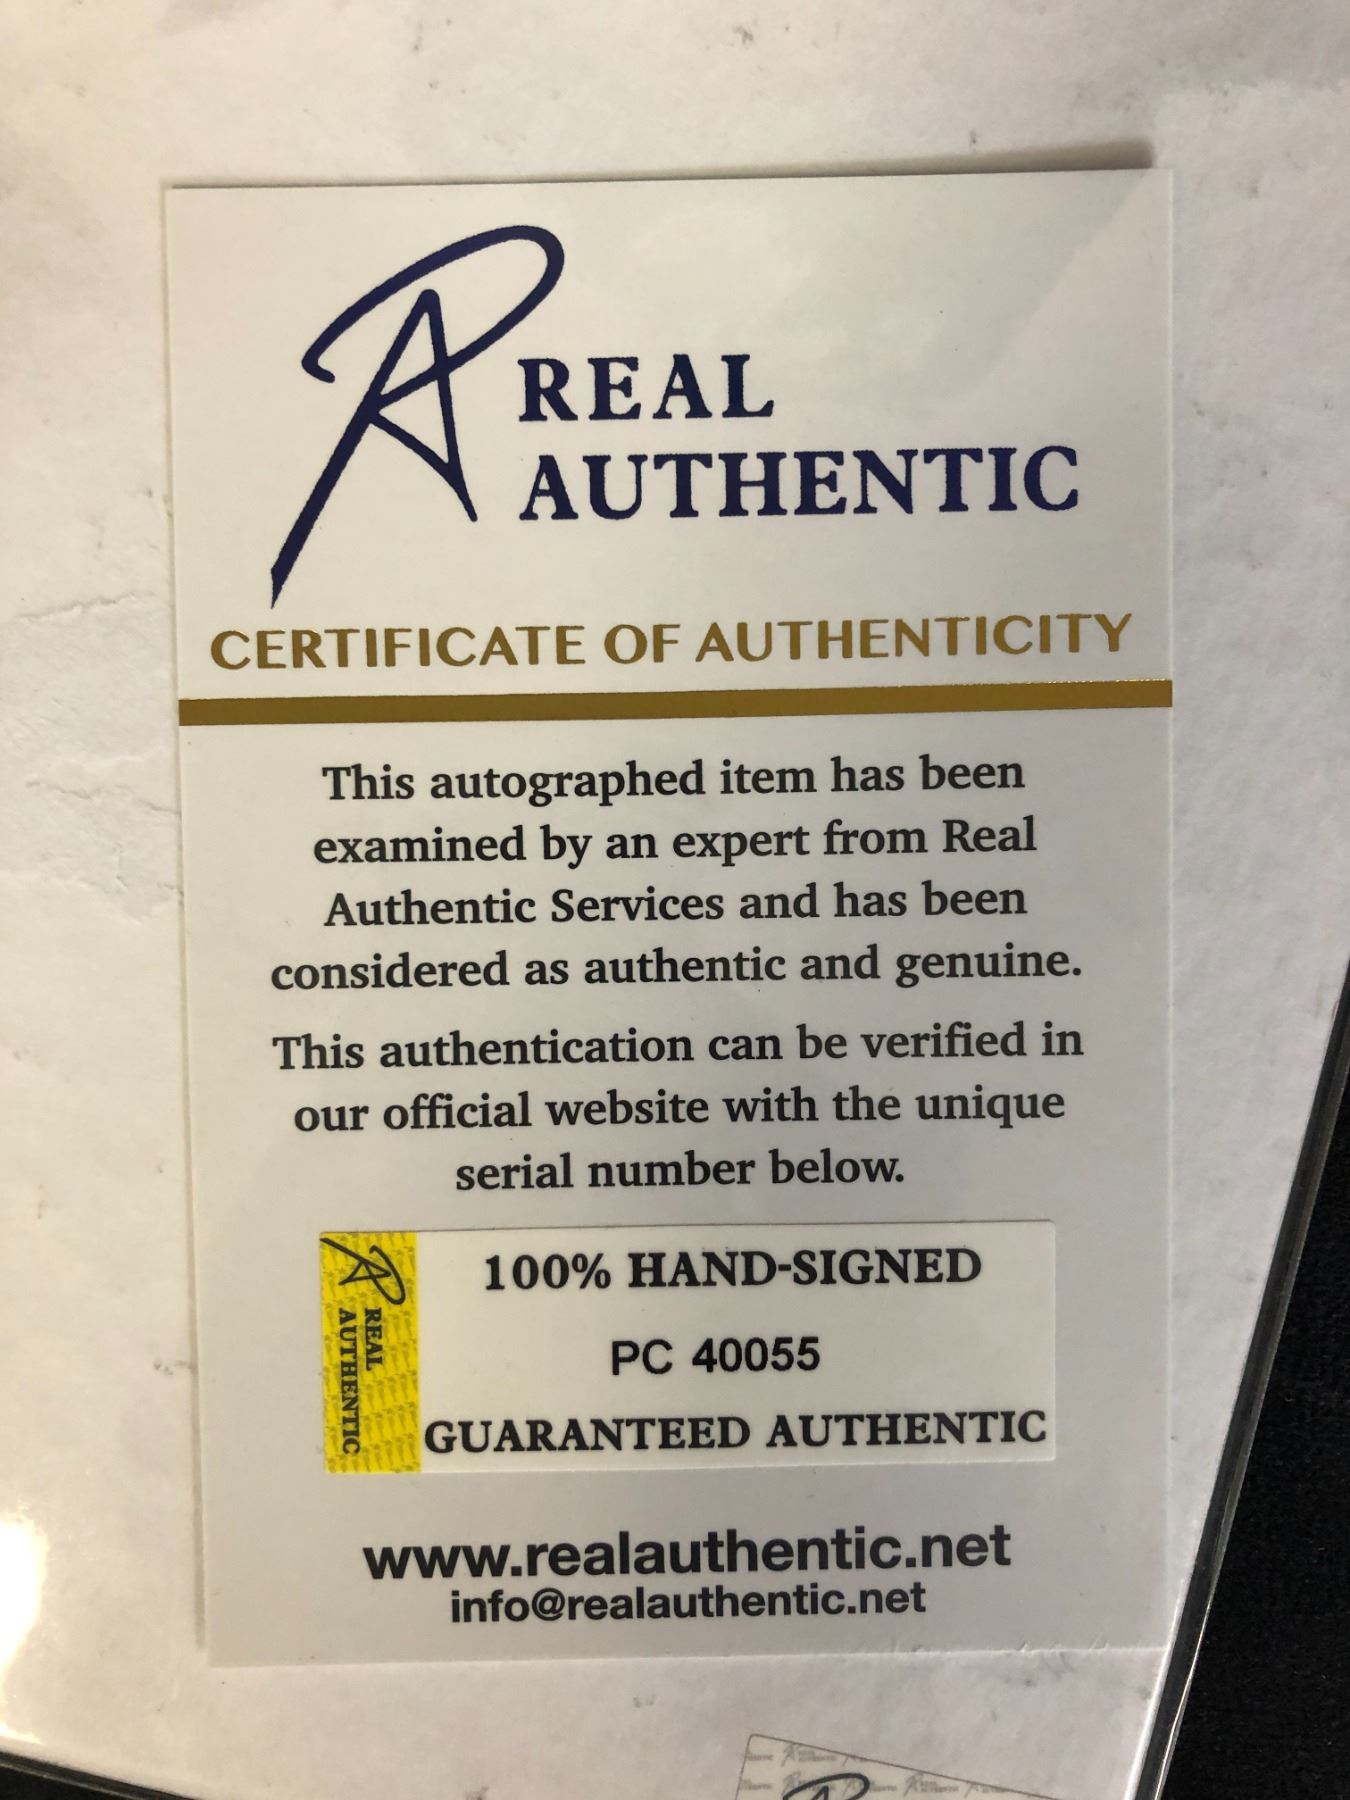 REAL
AUTHENTIC
CERTIFICATE OF AUTHENTICITY
This autographed item has been
examined by an expert from Real
Authentic Services and has been
considered as authentic and genuine.
This authentication can be verified in
our official website with the unique
serial number below.
REAL
AUTHENTIC
100% HAND-SIGNED
PC 40055
GUARANTEED AUTHENTIC
www.realauthentic.net
info@realauthentic.net